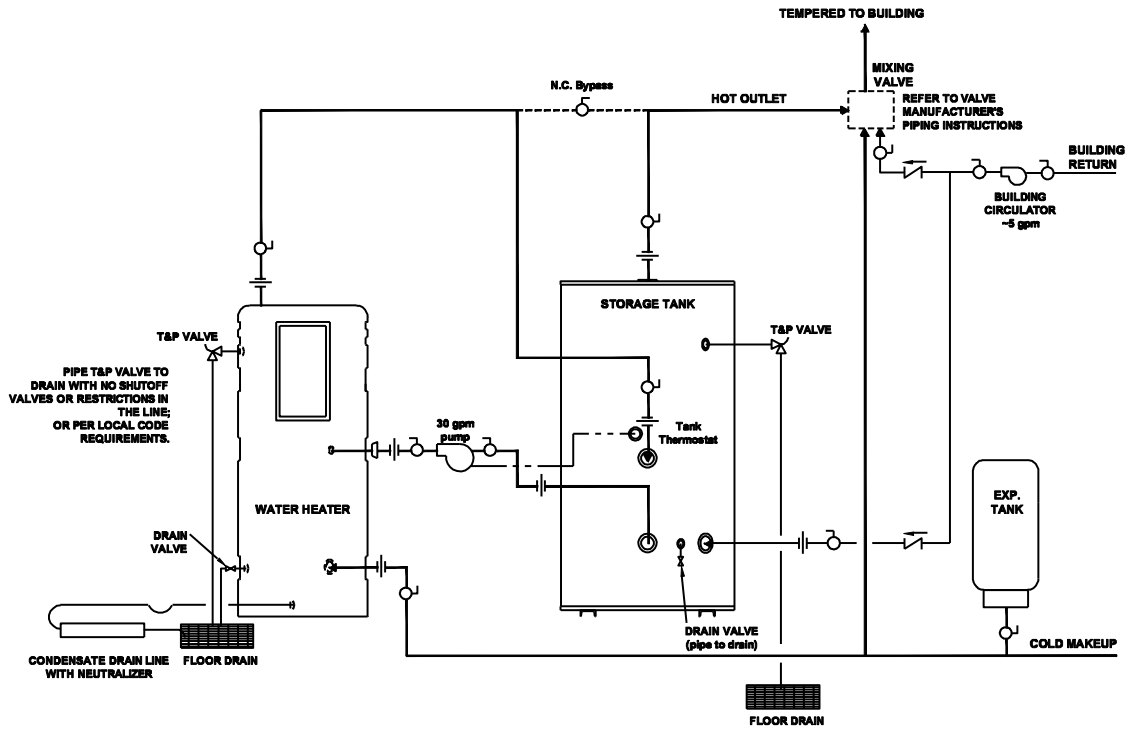 TEMPERED TO BUILDING
MIXING
VALVE
N.C. Bypass
HOT OUTLET
REFER TO VALVE
MANUFACTURER'S
PIPING INSTRUCTIONS
BUILDING
RETURN
BUILDING
CIRCULATOR
~5 gpm
STORAGE TANK
T&P VALVE
T&P VALVE
PIPE T&P VALVE TO
DRAIN WITH NO SHUTOFF
VALVES OR RESTRICTIONS IN
THE LINE;
OR PER LOCAL CODE
REQUIREMENTS.
30 gpm
pump
Tank
Thermostat
WATER HEATER
EXP.
TANK
DRAIN
VALVE
DRAIN VALVE
(pipe to drain)
COLD MAKEUP
CONDENSATE DRAIN LINE
WITH NEUTRALIZER
FLOOR DRAIN
FLOOR DRAIN